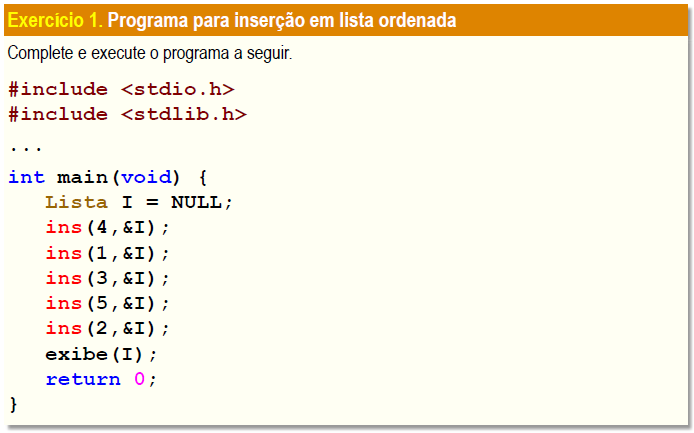 Exercício 1. Programa para inserção em lista ordenada
Complete e execute o programa a seguir.
#include <stdio.h>
#include <stdlib.h>
...
int main(void) {
   Lista I = NULL;
   ins(4,&I);
   ins(1,&I);
   ins(3,&I);
   ins(5,&I);
   ins(2,&I);
   exibe(I);
   return 0;
}